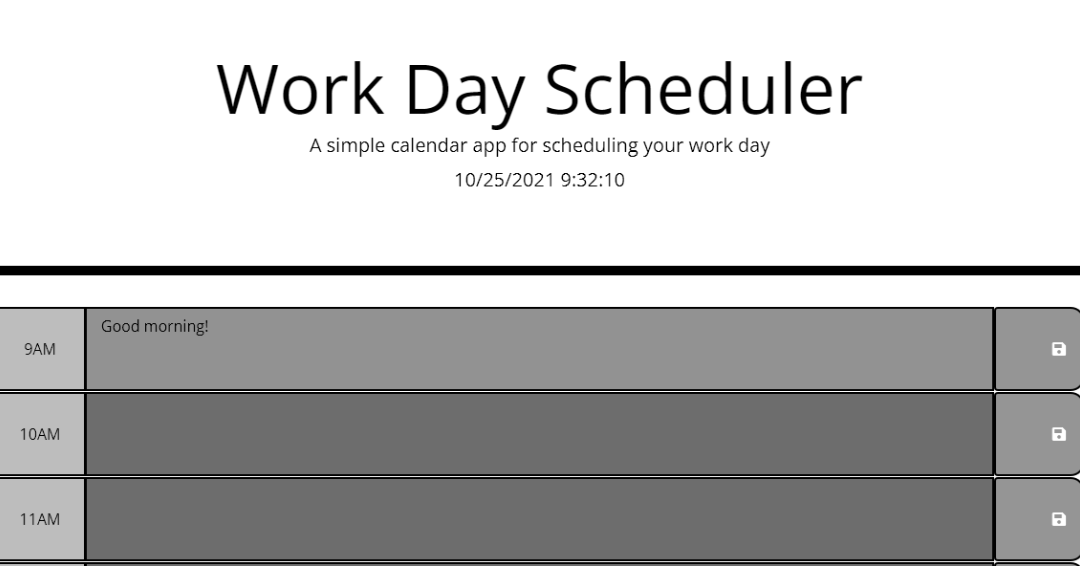 Work Day Scheduler
A simple calendar app for scheduling your work day
10/25/2021 9:32:10
9AM
Good morning!
10AM
11AM